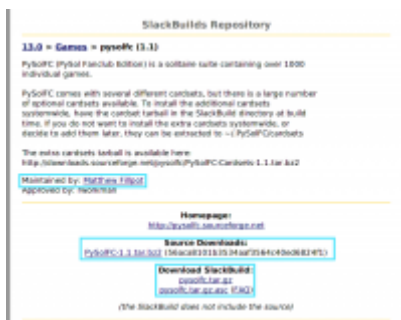 SlackBuilds Repository
13.0 > Games > pysolfc (1.1)
PySolFC (PySol Fanclub Edition) is a solitaire suite containing over 1000
individual games.
PySolFC comes with several different cardsets, but there is a large number
of optional cardsets available. To install the additional cardsets
systemwide, have the cardset tarball in the SlackBuild directory at build
time. If you do not want to install the extra cardsets systemwide, or
decide to add them later, they can be extracted to ~/.PySolFC/cardsets
The extra cardsets tarball is available here:
http://downloads.sourceforge.net/pysolfc/PySolFC-Cardsets-1.1.tar.bz2
Maintained by: Matthew Fillpot
Approved by: rworkman
Homepage:
http://pysolfc.sourceforge.net
Source Downloads:
PySolFC-1.1.tar.bz2
Download SlackBuild:
pysolfc.tar.gz
pysolfc.tar.gz.asc (FAQ)
(the SlackBuild does not include the source)